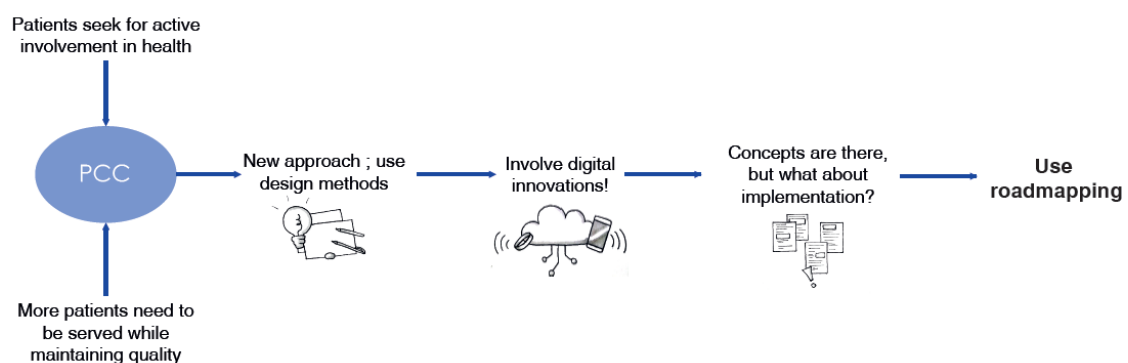 Patients seek for active
involvement in health
PCC
More patients need to
be served while
maintaining quality
New approach ; use
design methods
Involve digital
innovations!
Concepts are there,
but what about
implementation?
Use
roadmapping